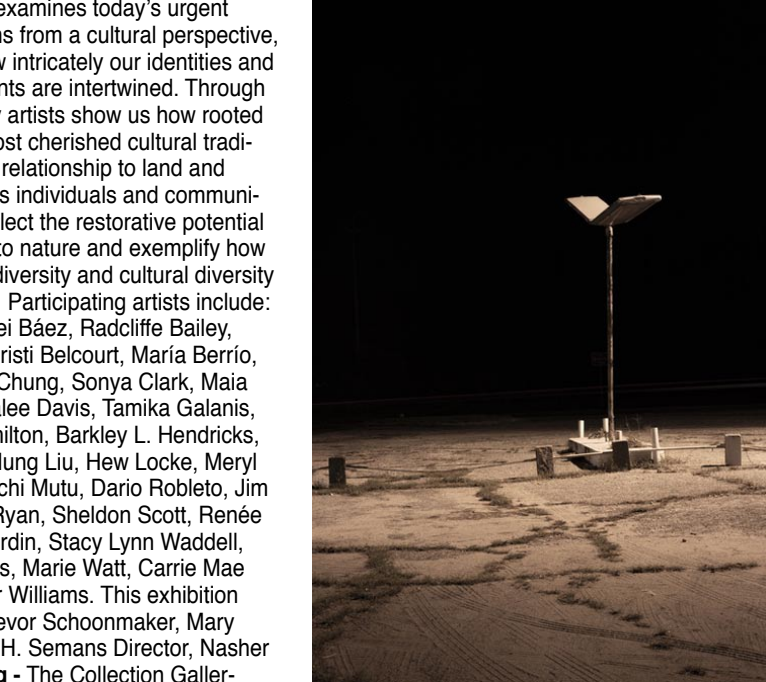 examines today’s urgent
ns from a cultural perspective,
w intricately our identities and
nts are intertwined. Through
artists show us how rooted
ost cherished cultural tradi-
relationship to land and
s individuals and communi-
lect the restorative potential
to nature and exemplify how
diversity and cultural diversity
Participating artists include:
ei Báez, Radcliffe Bailey,
risti Belcourt, María Berrío,
Chung, Sonya Clark, Maia
alee Davis, Tamika Galanis,
nilton, Barkley L. Hendricks,
Hung Liu, Hew Locke, Meryl
chi Mutu, Dario Robleto, Jim
Ryan, Sheldon Scott, Renée
rdin, Stacy Lynn Waddell,
s, Marie Watt, Carrie Mae
r Williams. This exhibition
evor Schoonmaker, Mary
H. Semans Director, Nasher
g - The Collection Galler-